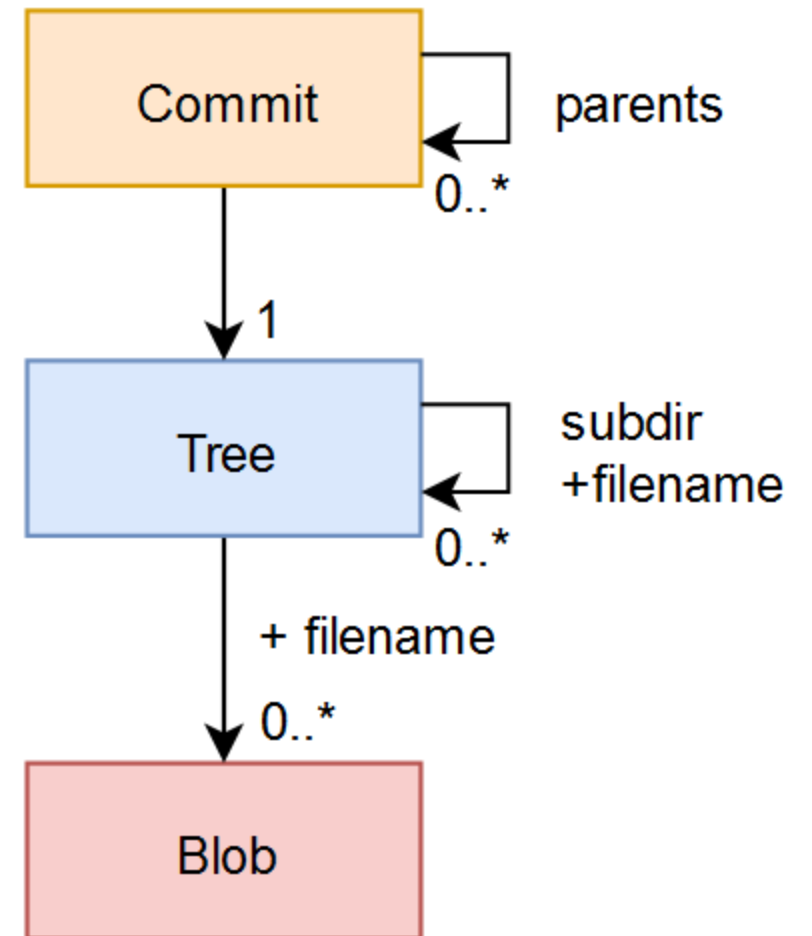 Commit
parents
0..*
1
Tree
subdir
+filename
0..*
+ filename
0..*
Blob